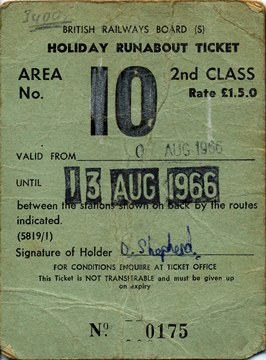 BRITISH RAILWAYS BOARD (S)
HOLIDAY RUNABOUT TICKET
AREA 10 2nd CLASS
No. Rate £1.5.0
VALID FROM AUG 1966
UNTIL 13 AUG 1966
between the stations shown on back by the routes
indicated.
(5819/1)
Signature of Holder D. Shepherd.
FOR CONDITIONS ENQUIRE AT TICKET OFFICE
This Ticket is NOT TRANSFERABLE and must be given up
on expiry
No 0175